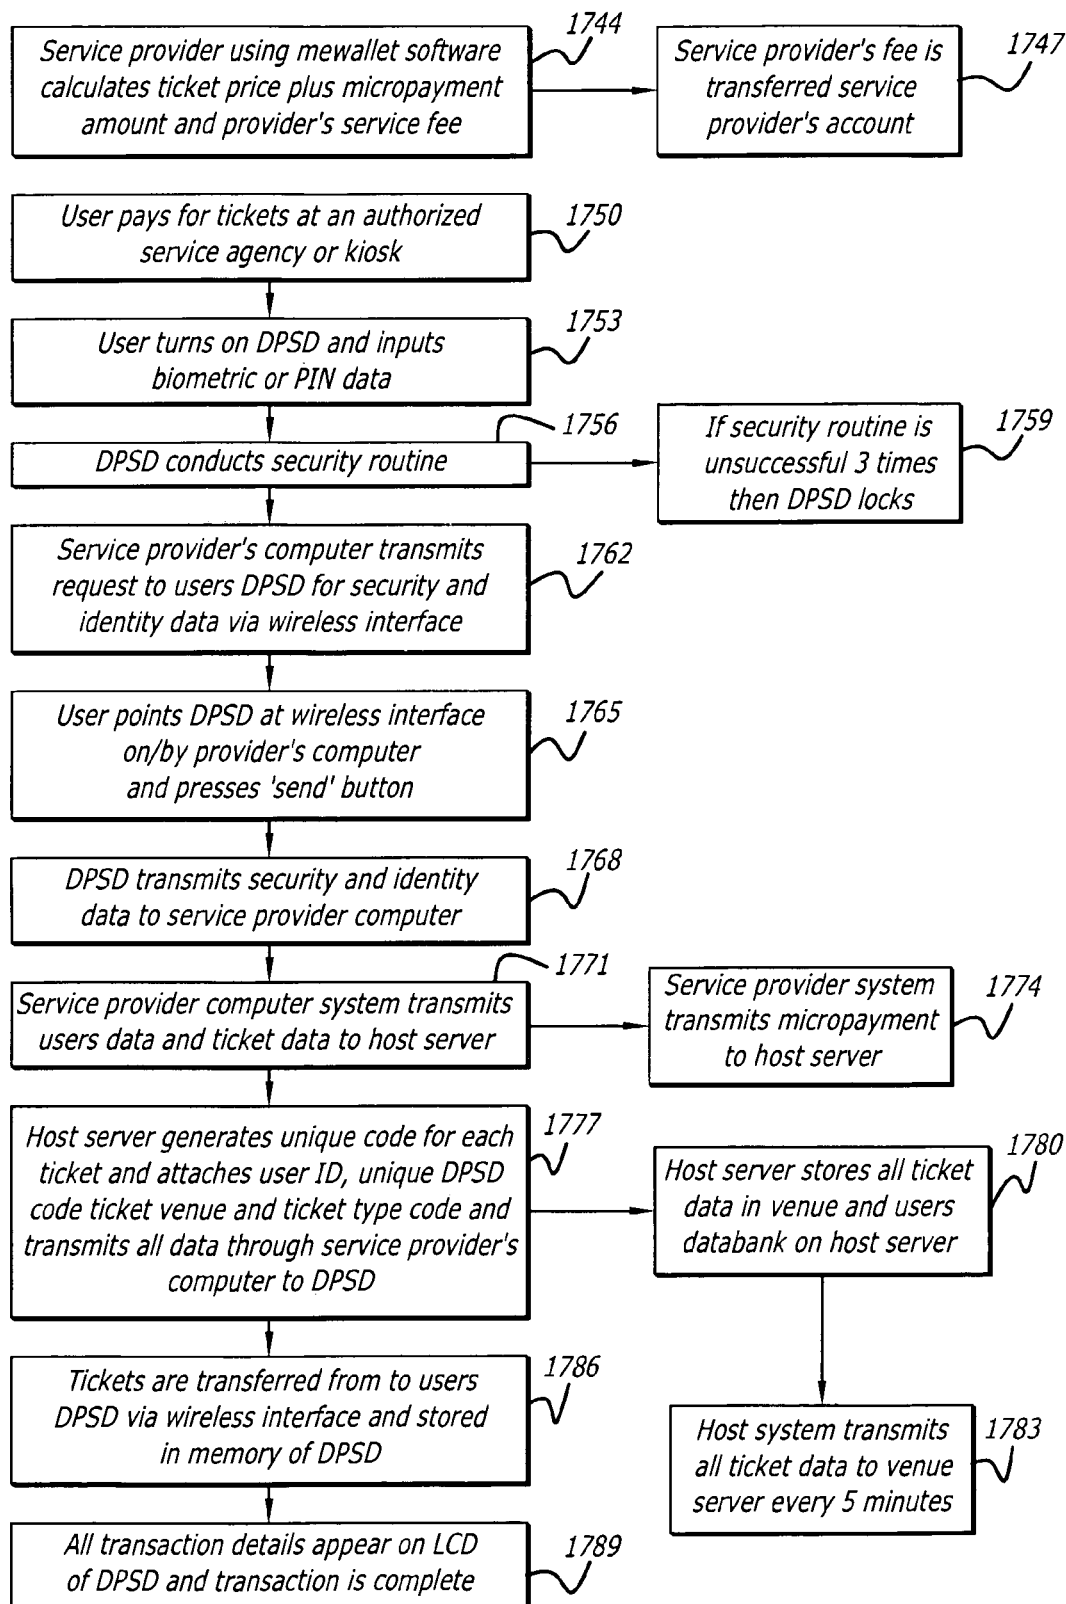 Service provider using mewallet software
calculates ticket price plus micropayment
amount and provider's service fee
1744
Service provider's fee is
transferred service
provider's account
1747
User pays for tickets at an authorized
service agency or kiosk
1750
User turns on DPSD and inputs
biometric or PIN data
1753
DPSD conducts security routine
1756
If security routine is
unsuccessful 3 times
then DPSD locks
1759
Service provider's computer transmits
request to users DPSD for security and
identity data via wireless interface
1762
User points DPSD at wireless interface
on/by provider's computer
and presses 'send' button
1765
DPSD transmits security and identity
data to service provider computer
1768
Service provider computer system transmits
users data and ticket data to host server
1771
Service provider system
transmits micropayment
to host server
1774
Host server generates unique code for each
ticket and attaches user ID, unique DPSD
code ticket venue and ticket type code and
transmits all data through service provider's
computer to DPSD
1777
Host server stores all ticket
data in venue and users
databank on host server
1780
Tickets are transferred from to users
DPSD via wireless interface and stored
in memory of DPSD
1786
Host system transmits
all ticket data to venue
server every 5 minutes
1783
All transaction details appear on LCD
of DPSD and transaction is complete
1789